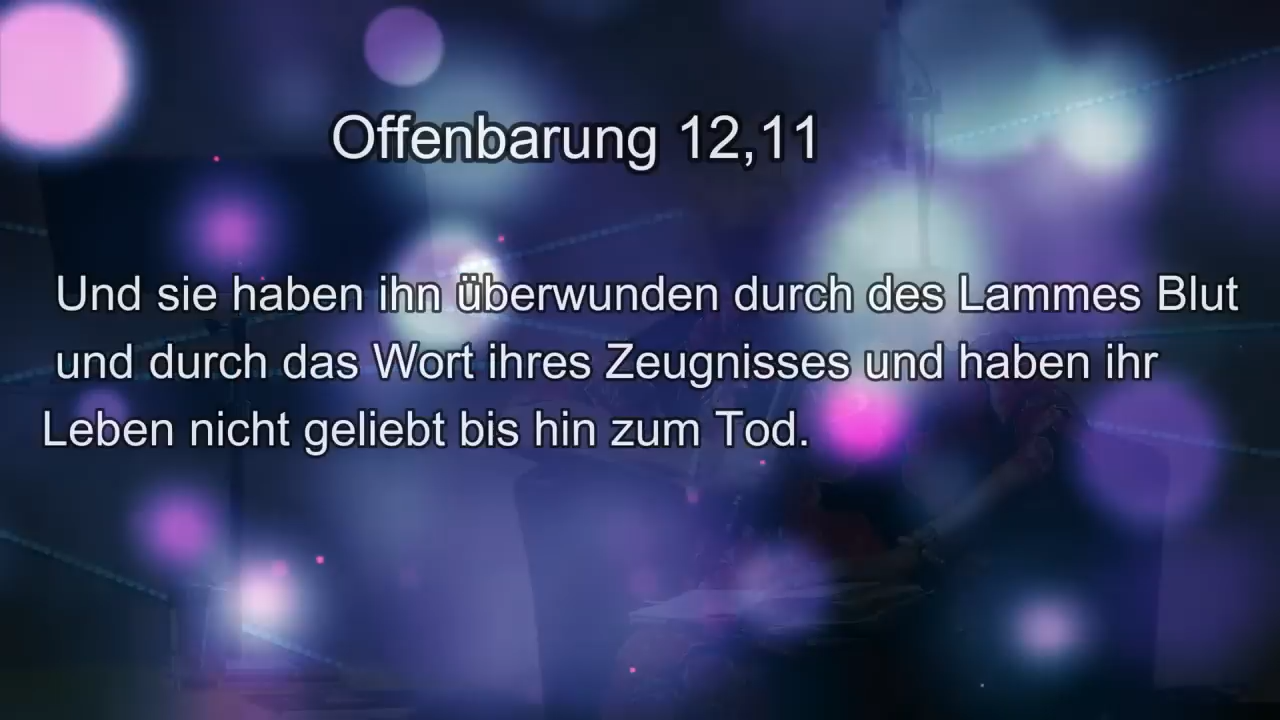 Offenbarung 12,11
Und sie haben ihn überwunden durch des Lammes Blut
und durch das Wort ihres Zeugnisses und haben ihr
Leben nicht geliebt bis hin zum Tod.